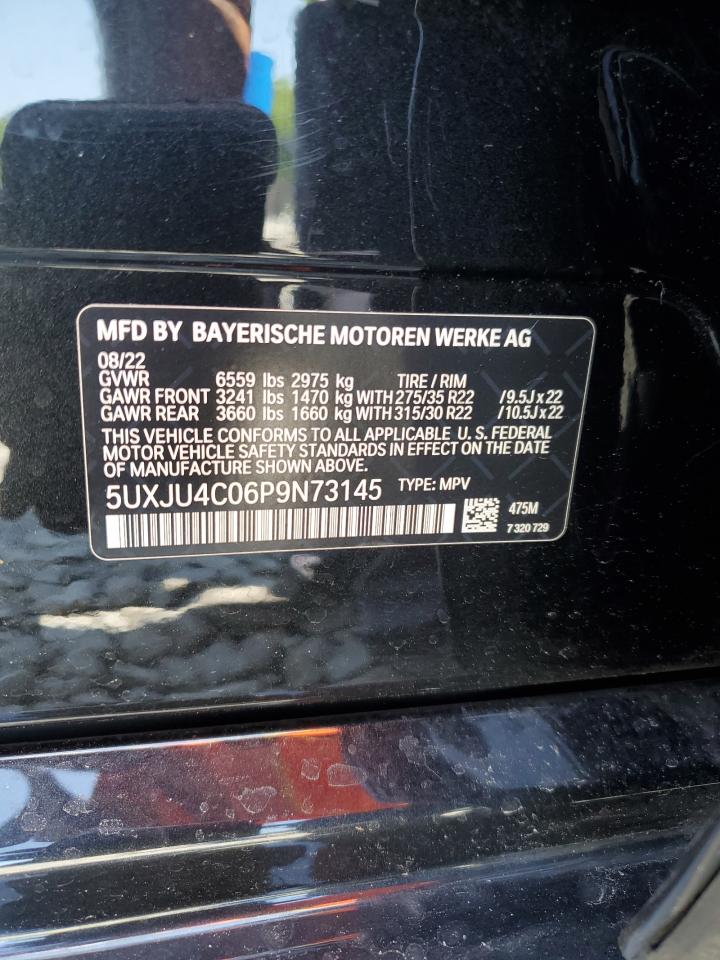 MFD BY BAYERISCHE MOTOREN WERKE AG
08/22
GVWR 6559 lbs 2975 kg TIRE / RIM
GAWR FRONT 3241 lbs 1470 kg WITH 275/35 R22 /9.5J x 22
GAWR REAR 3660 lbs 1660 kg WITH 315/30 R22 /10.5J x 22
THIS VEHICLE CONFORMS TO ALL APPLICABLE U.S. FEDERAL
MOTOR VEHICLE SAFETY STANDARDS IN EFFECT ON THE DATE
OF MANUFACTURE SHOWN ABOVE.
5UXJU4C06P9N73145 TYPE: MPV
475M
7 320 729